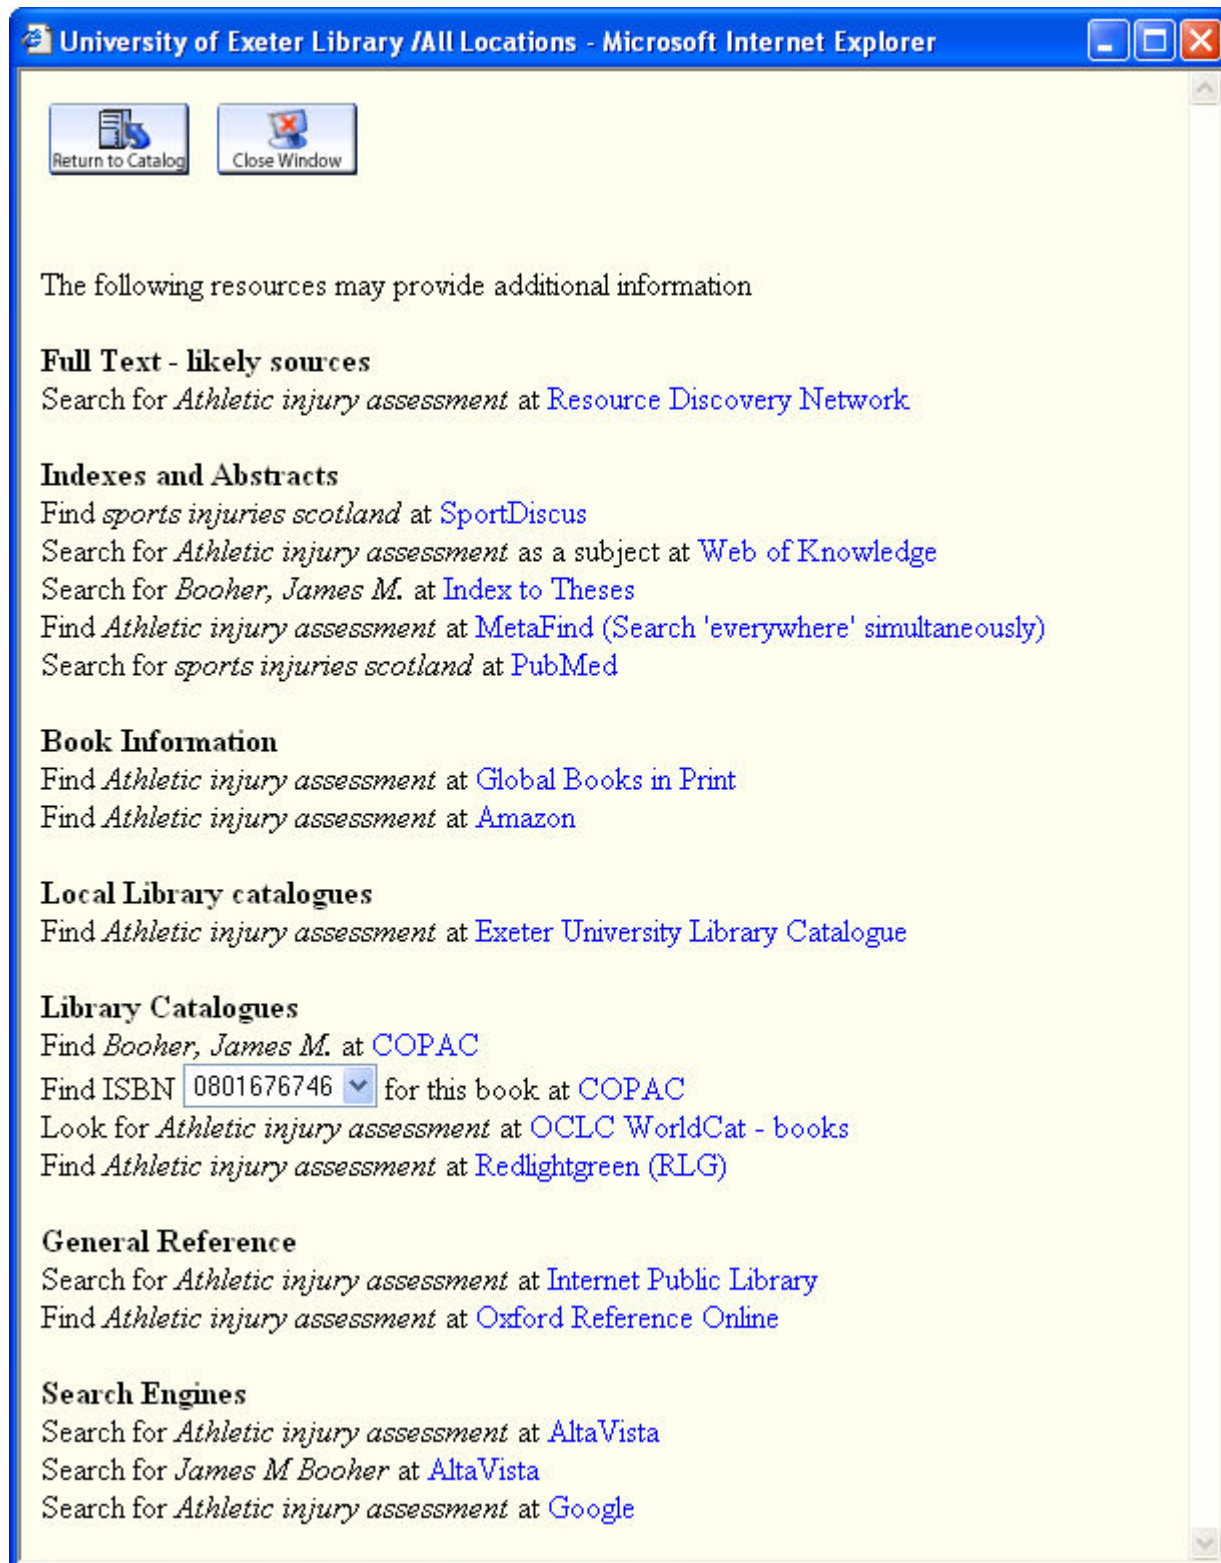 University of Exeter Library /All Locations - Microsoft Internet Explorer
Return to Catalog
Close Window
The following resources may provide additional information
Full Text - likely sources
Search for Athletic injury assessment at Resource Discovery Network
Indexes and Abstracts
Find sports injuries scotland at SportDiscus
Search for Athletic injury assessment as a subject at Web of Knowledge
Search for Booher, James M. at Index to Theses
Find Athletic injury assessment at MetaFind (Search 'everywhere' simultaneously)
Search for sports injuries scotland at PubMed
Book Information
Find Athletic injury assessment at Global Books in Print
Find Athletic injury assessment at Amazon
Local Library catalogues
Find Athletic injury assessment at Exeter University Library Catalogue
Library Catalogues
Find Booher, James M. at COPAC
Find ISBN 0801676746 for this book at COPAC
Look for Athletic injury assessment at OCLC WorldCat - books
Find Athletic injury assessment at Redlightgreen (RLG)
General Reference
Search for Athletic injury assessment at Internet Public Library
Find Athletic injury assessment at Oxford Reference Online
Search Engines
Search for Athletic injury assessment at AltaVista
Search for James M Booher at AltaVista
Search for Athletic injury assessment at Google